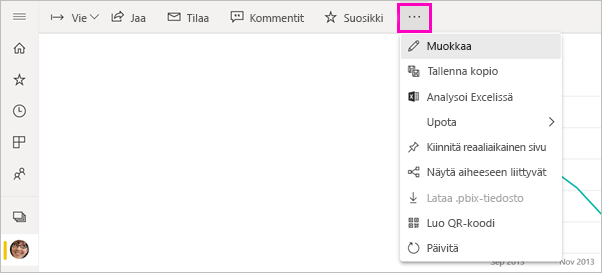 Vie Jaa Tilaa Kommentit Suosikki ...
Muokkaa
Tallenna kopio
Analysoi Excelissä
Upota
Kiinnitä reaaliaikainen sivu
Näytä aiheeseen liittyvät
Lataa .pbix-tiedosto
Luo QR-koodi
Päivitä
Sep 2013 Nov 2013